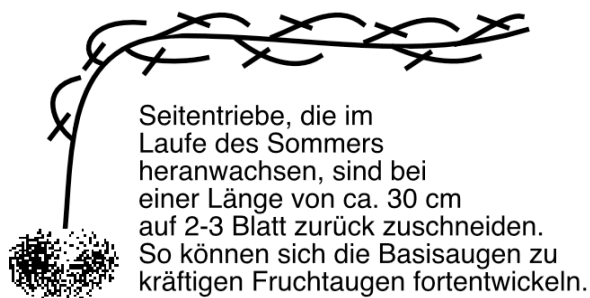 Seitentriebe, die im
Laufe des Sommers
heranwachsen, sind bei
einer Länge von ca. 30 cm
auf 2-3 Blatt zurück zuschneiden.
So können sich die Basisaugen zu
kräftigen Fruchtaugen fortentwickeln.